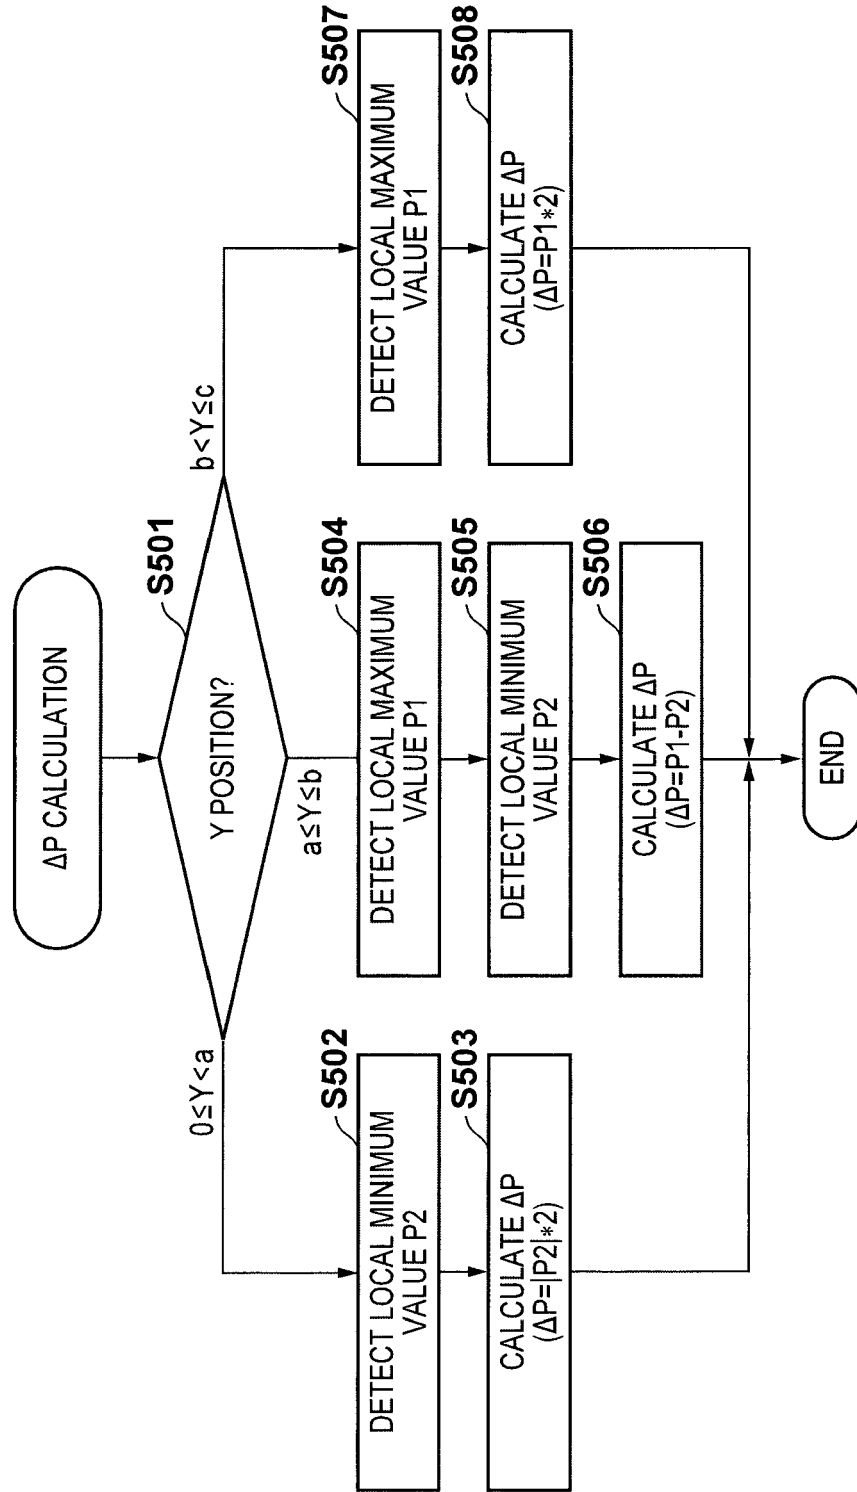 ΔP CALCULATION
S501
Y POSITION?
0≤Y<a
a≤Y≤b
b<Y≤c
S502
DETECT LOCAL MINIMUM
VALUE P2
S503
CALCULATE ΔP
(ΔP=|P2|*2)
S504
DETECT LOCAL MAXIMUM
VALUE P1
S505
DETECT LOCAL MINIMUM
VALUE P2
S506
CALCULATE ΔP
(ΔP=P1-P2)
S507
DETECT LOCAL MAXIMUM
VALUE P1
S508
CALCULATE ΔP
(ΔP=P1*2)
END